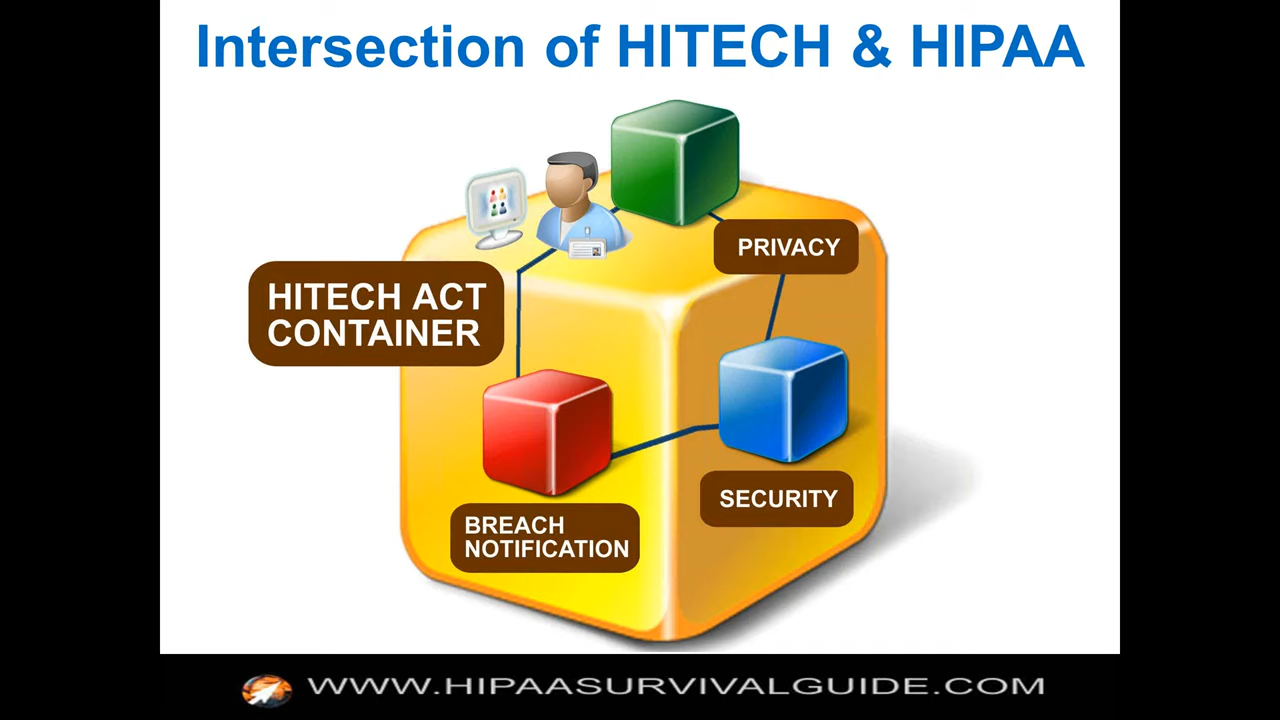 Intersection of HITECH & HIPAA
PRIVACY
HITECH ACT
CONTAINER
SECURITY
BREACH
NOTIFICATION
WWW.HIPAASURVIVALGUIDE.COM